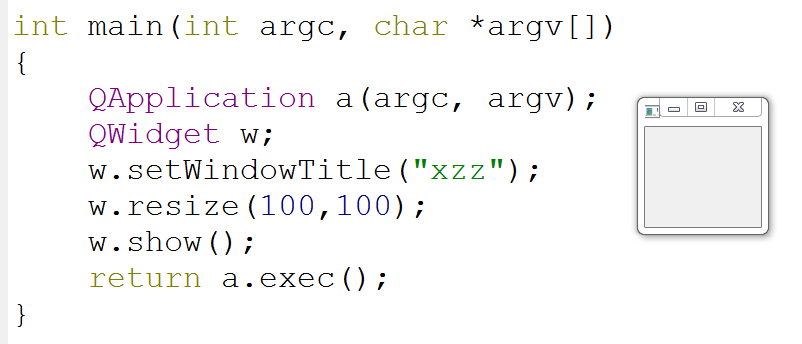 int main(int argc, char *argv[])
{
    QApplication a(argc, argv);
    QWidget w;
    w.setWindowTitle("xzz");
    w.resize(100,100);
    w.show();
    return a.exec();
}